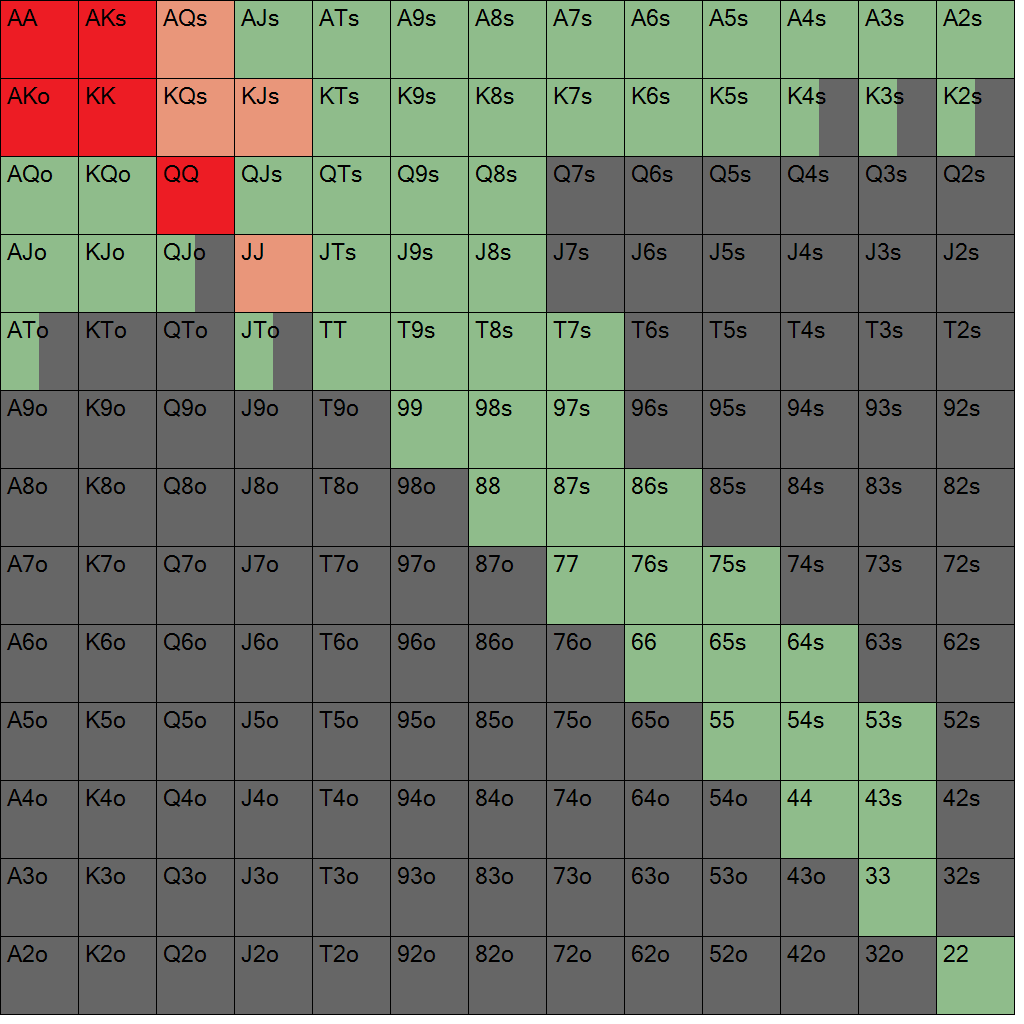 AA AKs AQs AJs ATs A9s A8s A7s A6s A5s A4s A3s A2s
AKo KK KQs KJs KTs K9s K8s K7s K6s K5s K4s K3s K2s
AQo KQo QQ QJs QTs Q9s Q8s Q7s Q6s Q5s Q4s Q3s Q2s
AJo KJo QJo JJ JTs J9s J8s J7s J6s J5s J4s J3s J2s
ATo KTo QTo JTo TT T9s T8s T7s T6s T5s T4s T3s T2s
A9o K9o Q9o J9o T9o 99 98s 97s 96s 95s 94s 93s 92s
A8o K8o Q8o J8o T8o 98o 88 87s 86s 85s 84s 83s 82s
A7o K7o Q7o J7o T7o 97o 87o 77 76s 75s 74s 73s 72s
A6o K6o Q6o J6o T6o 96o 86o 76o 66 65s 64s 63s 62s
A5o K5o Q5o J5o T5o 95o 85o 75o 65o 55 54s 53s 52s
A4o K4o Q4o J4o T4o 94o 84o 74o 64o 54o 44 43s 42s
A3o K3o Q3o J3o T3o 93o 83o 73o 63o 53o 43o 33 32s
A2o K2o Q2o J2o T2o 92o 82o 72o 62o 52o 42o 32o 22